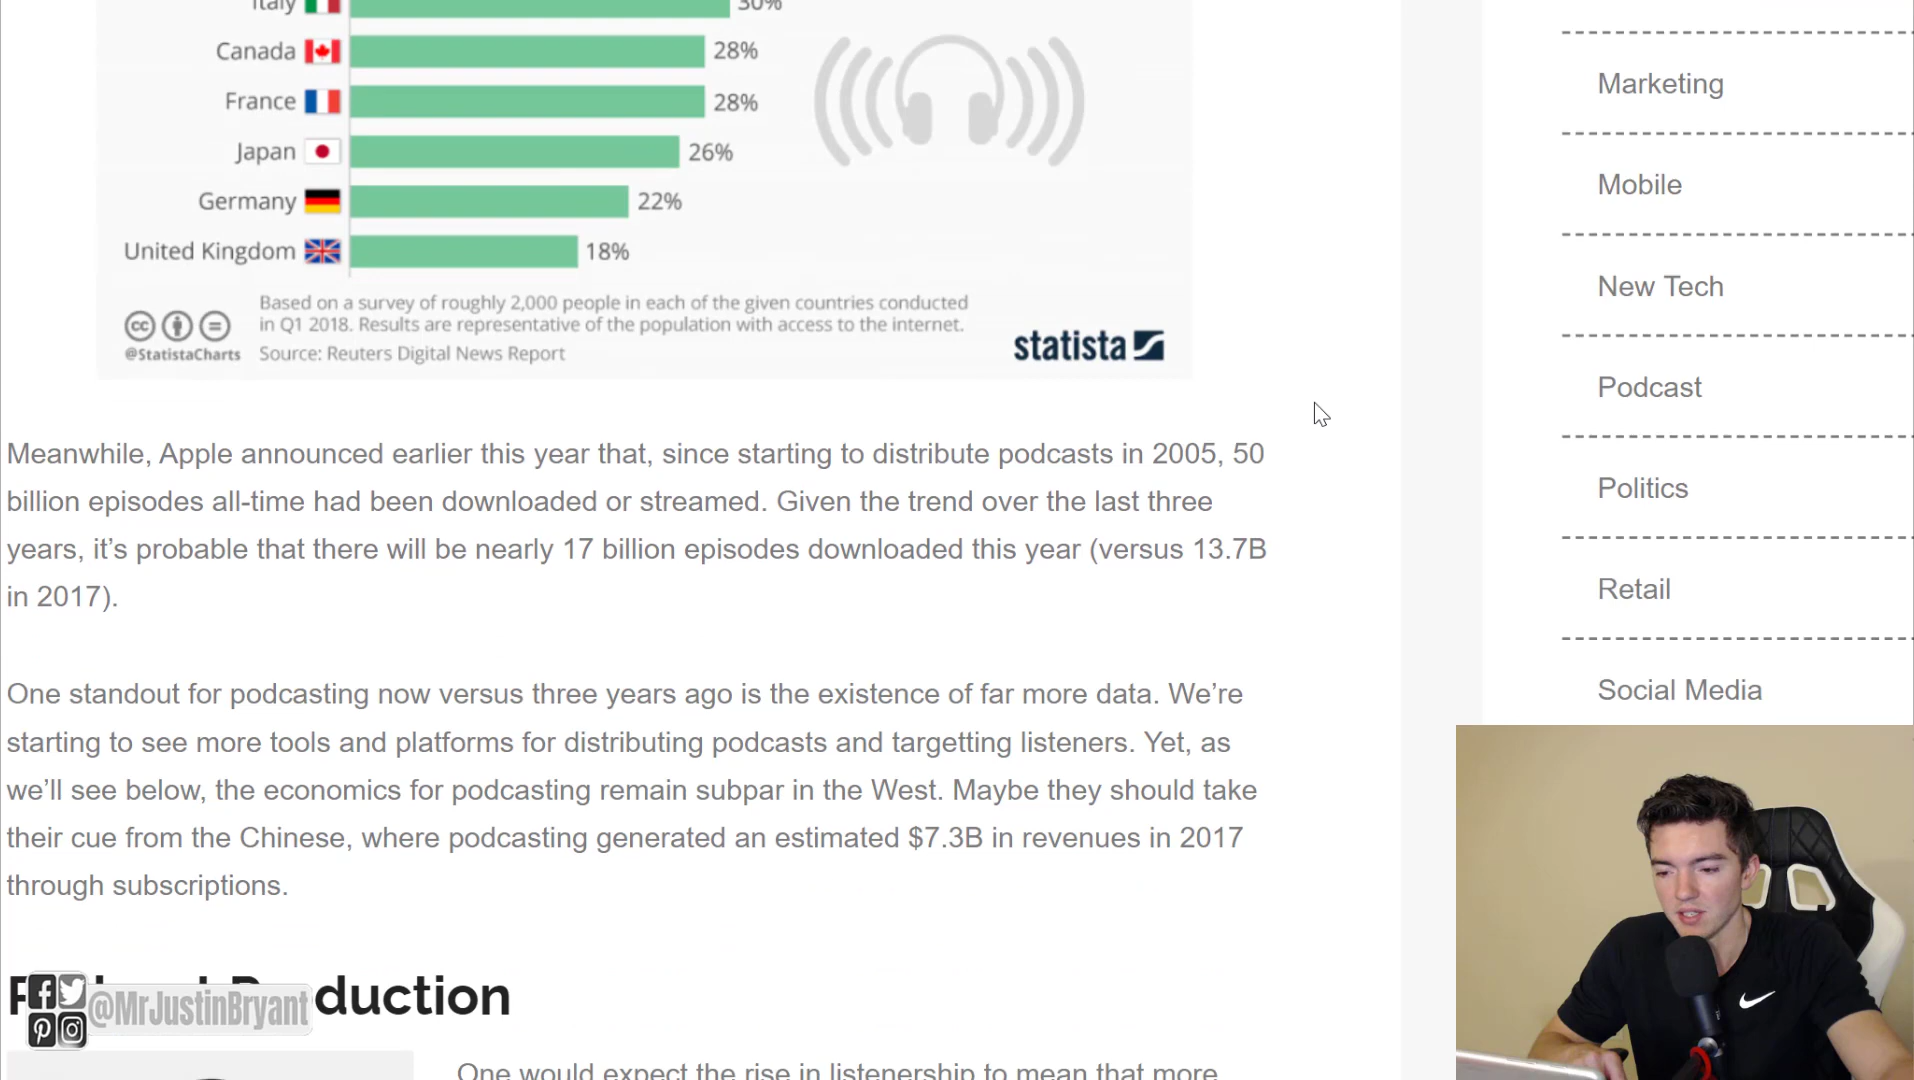 Italy 30%
Canada 28%
France 28%
Japan 26%
Germany 22%
United Kingdom 18%
Based on a survey of roughly 2,000 people in each of the given countries conducted
in Q1 2018. Results are representative of the population with access to the internet.
Source: Reuters Digital News Report
cc
@StatistaCharts
statista
Meanwhile, Apple announced earlier this year that, since starting to distribute podcasts in 2005, 50
billion episodes all-time had been downloaded or streamed. Given the trend over the last three
years, it’s probable that there will be nearly 17 billion episodes downloaded this year (versus 13.7B
in 2017).
One standout for podcasting now versus three years ago is the existence of far more data. We’re
starting to see more tools and platforms for distributing podcasts and targetting listeners. Yet, as
we’ll see below, the economics for podcasting remain subpar in the West. Maybe they should take
their cue from the Chinese, where podcasting generated an estimated $7.3B in revenues in 2017
through subscriptions.
@MrJustinBryant
One would expect the rise in listenership to mean that more
Marketing
Mobile
New Tech
Podcast
Politics
Retail
Social Media